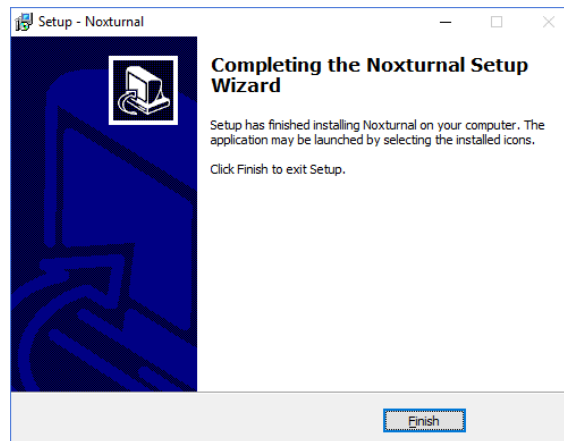 Setup - Noxturnal
Completing the Noxturnal Setup
Wizard
Setup has finished installing Noxturnal on your computer. The
application may be launched by selecting the installed icons.
Click Finish to exit Setup.
Finish